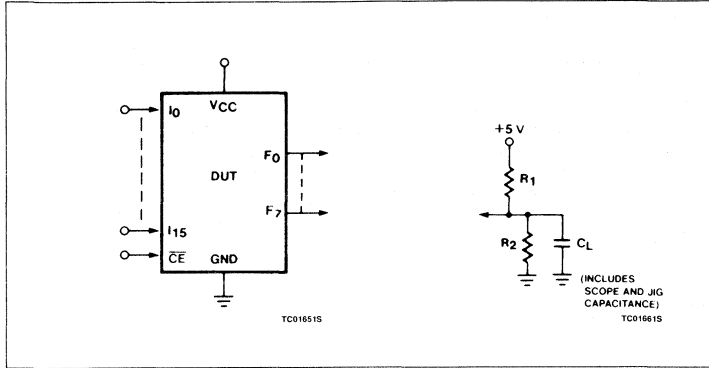 VCC
I0
F0
DUT
F7
I15
CE
GND
TC01651S
+5 V
R1
R2
CL
(INCLUDES
SCOPE AND JIG
CAPACITANCE)
TC01661S